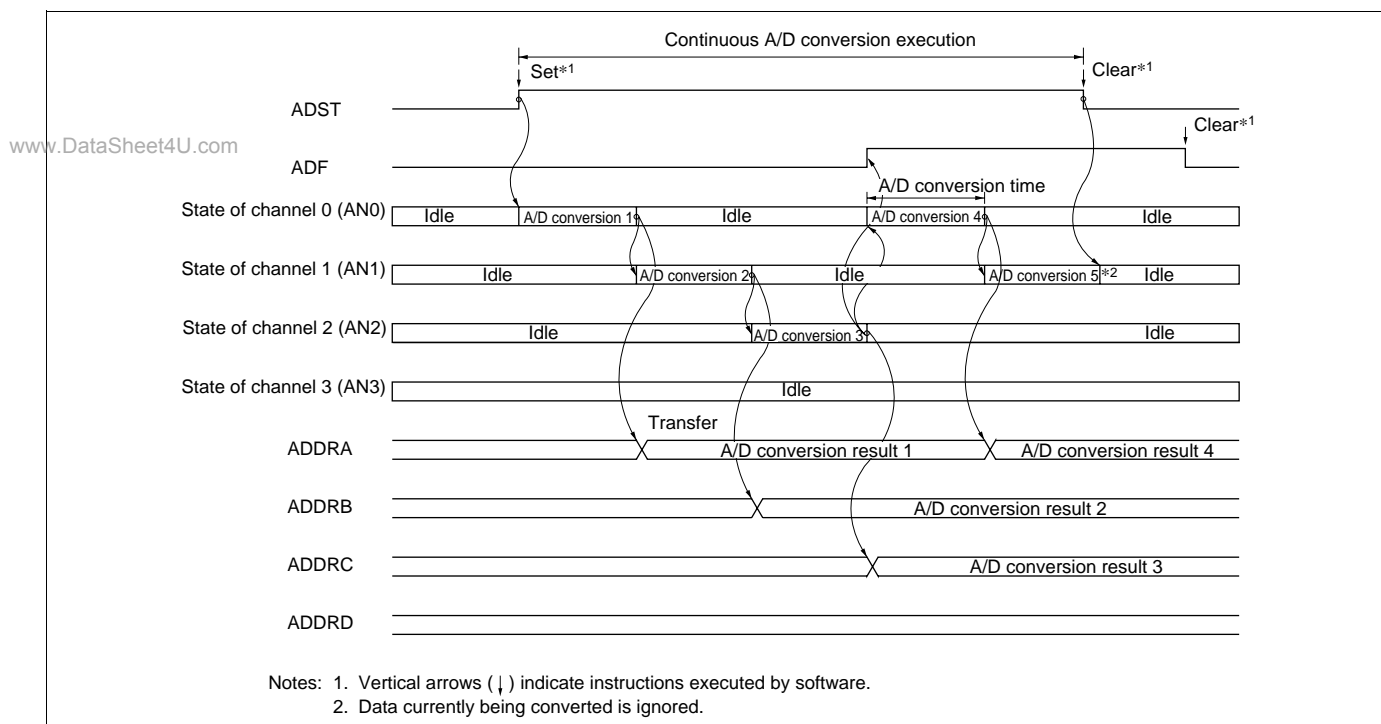 Continuous A/D conversion execution
Set*1 Clear*1
ADST
Clear*1
www.DataSheet4U.com
ADF
A/D conversion time
State of channel 0 (AN0) Idle A/D conversion 1 Idle A/D conversion 4 Idle
State of channel 1 (AN1) Idle A/D conversion 2 Idle A/D conversion 5 *2 Idle
State of channel 2 (AN2) Idle A/D conversion 3 Idle
State of channel 3 (AN3) Idle
Transfer
ADDRA A/D conversion result 1 A/D conversion result 4
ADDRB A/D conversion result 2
ADDRC A/D conversion result 3
ADDRD
Notes: 1. Vertical arrows (↓) indicate instructions executed by software.
2. Data currently being converted is ignored.